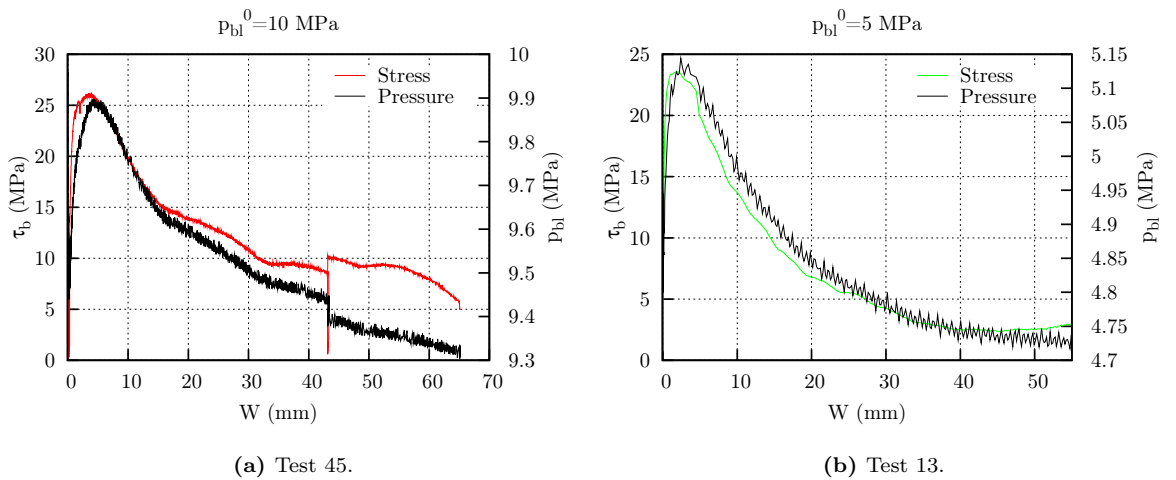 p_bl^0=10 MPa
30
25
20
15
10
5
0
τ_b (MPa)
10
9.9
9.8
9.7
9.6
9.5
9.4
9.3
p_bl (MPa)
Stress
Pressure
0 10 20 30 40 50 60 70
W (mm)
(a) Test 45.
p_bl^0=5 MPa
25
20
15
10
5
0
τ_b (MPa)
5.15
5.1
5.05
5
4.95
4.9
4.85
4.8
4.75
4.7
p_bl (MPa)
Stress
Pressure
0 10 20 30 40 50
W (mm)
(b) Test 13.